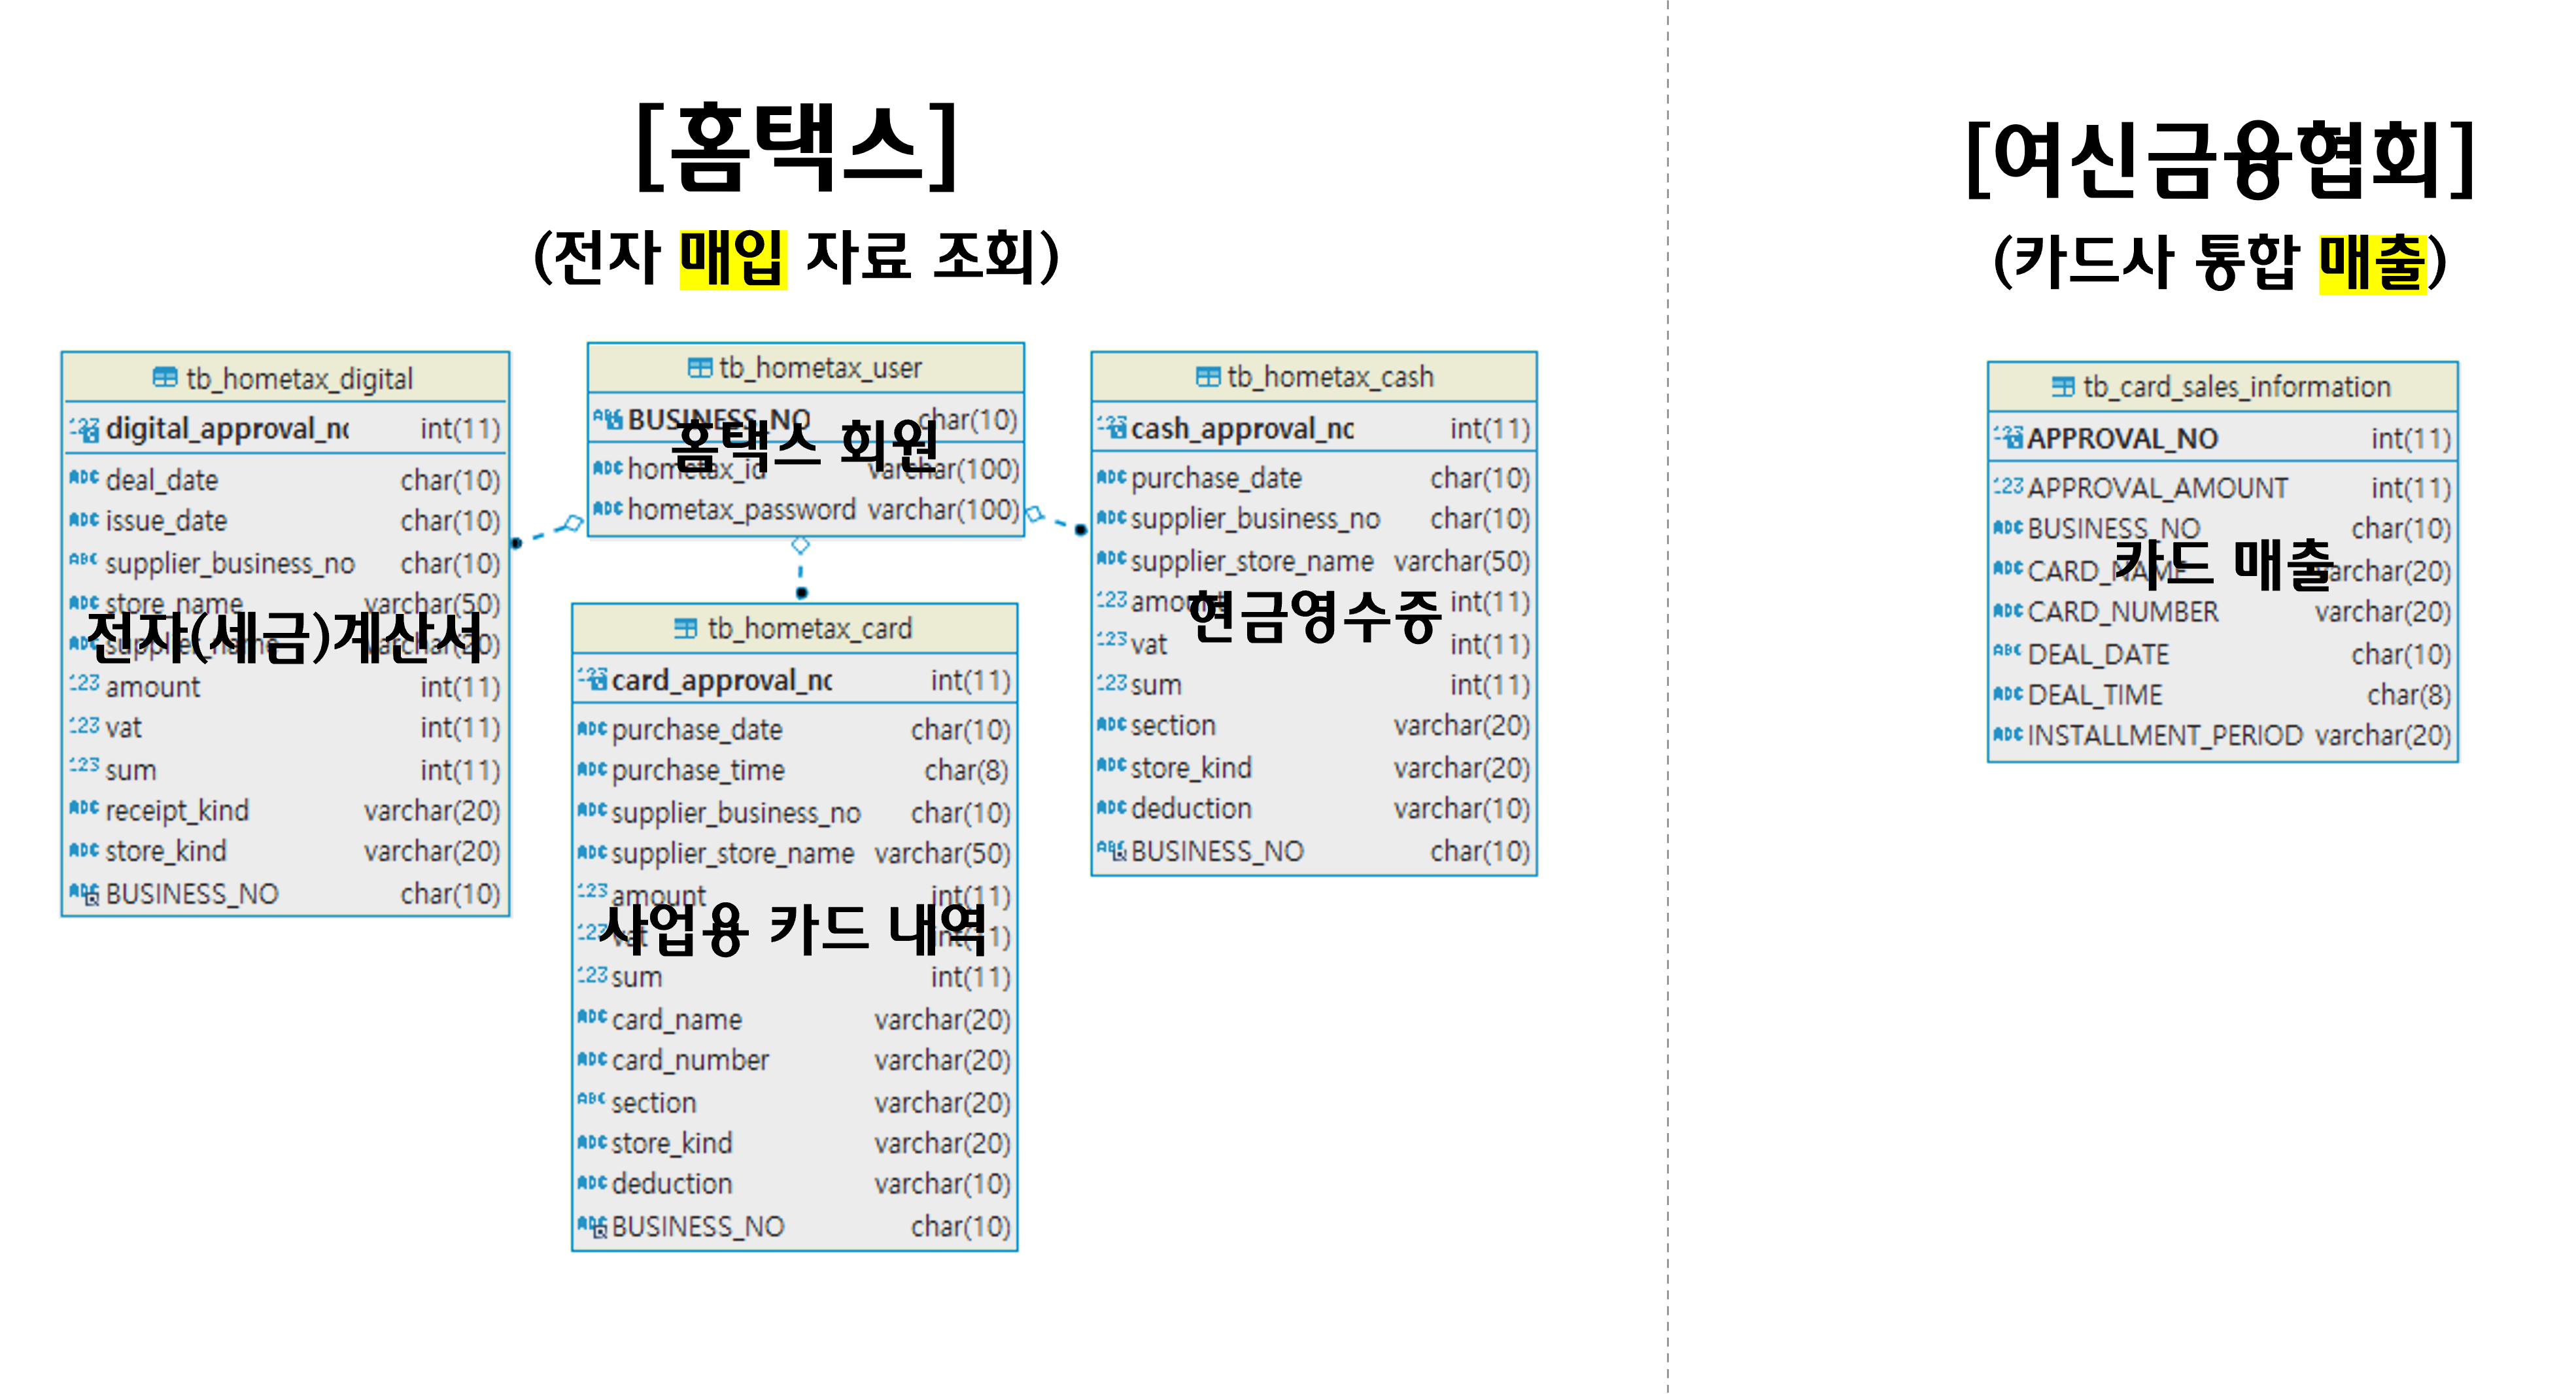 [홈택스]
(전자 매입 자료 조회)
tb_hometax_digital
digital_approval_no int(11)
deal_date char(10)
issue_date char(10)
supplier_business_no char(10)
store_name varchar(50)
supplier_name varchar(20)
전자(세금)계산서
amount int(11)
vat int(11)
sum int(11)
receipt_kind varchar(20)
store_kind varchar(20)
BUSINESS_NO char(10)
tb_hometax_user
BUSINESS_NO char(10)
홈택스 회원
hometax_id varchar(100)
hometax_password varchar(100)
tb_hometax_card
card_approval_no int(11)
purchase_date char(10)
purchase_time char(8)
supplier_business_no char(10)
supplier_store_name varchar(50)
amount int(11)
사업용 카드 내역
vat int(11)
sum int(11)
card_name varchar(20)
card_number varchar(20)
section varchar(20)
store_kind varchar(20)
deduction varchar(10)
BUSINESS_NO char(10)
tb_hometax_cash
cash_approval_no int(11)
purchase_date char(10)
supplier_business_no char(10)
supplier_store_name varchar(50)
amount int(11)
현금영수증
vat int(11)
sum int(11)
section varchar(20)
store_kind varchar(20)
deduction varchar(10)
BUSINESS_NO char(10)
[여신금융협회]
(카드사 통합 매출)
tb_card_sales_information
APPROVAL_NO int(11)
APPROVAL_AMOUNT int(11)
BUSINESS_NO char(10)
카드 매출
CARD_NAME varchar(20)
CARD_NUMBER varchar(20)
DEAL_DATE char(10)
DEAL_TIME char(8)
INSTALLMENT_PERIOD varchar(20)